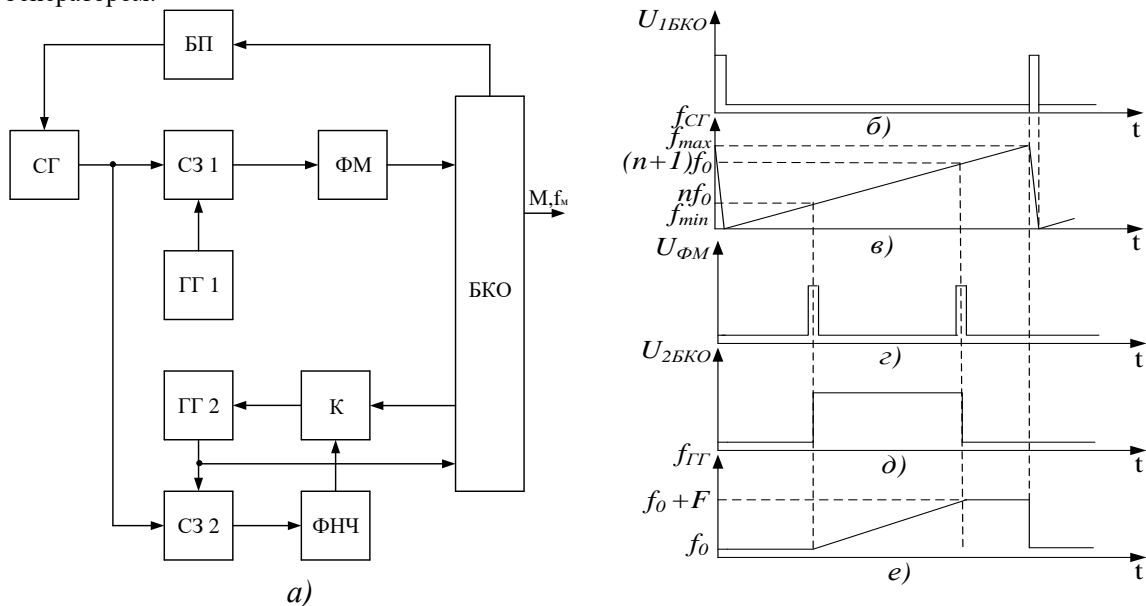 генератором.
БП
СГ
СЗ 1
ФМ
М,fм
ГГ 1
БКО
ГГ 2
К
СЗ 2
ФНЧ
а)
U1БКО
t
б)
fСГ
fmax
(n+1)f0
nf0
fmin
t
в)
UФМ
t
г)
U2БКО
t
д)
fГГ
f0 + F
f0
t
е)